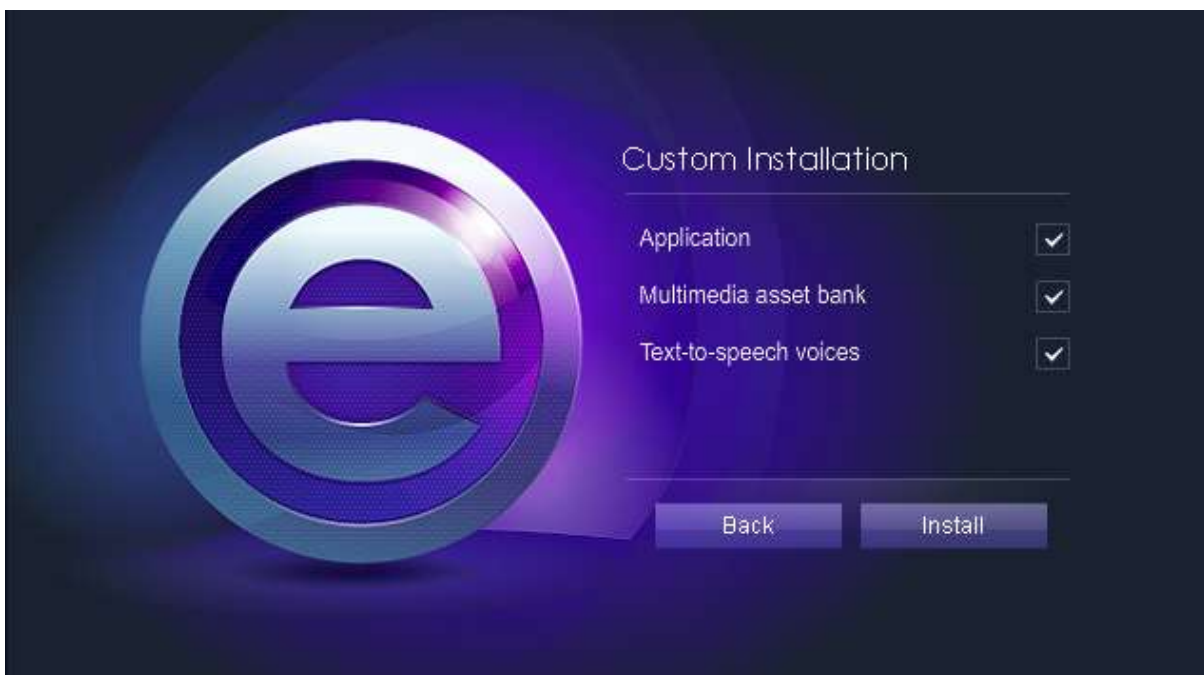 e
Custom Installation
Application
Multimedia asset bank
Text-to-speech voices
Back
Install